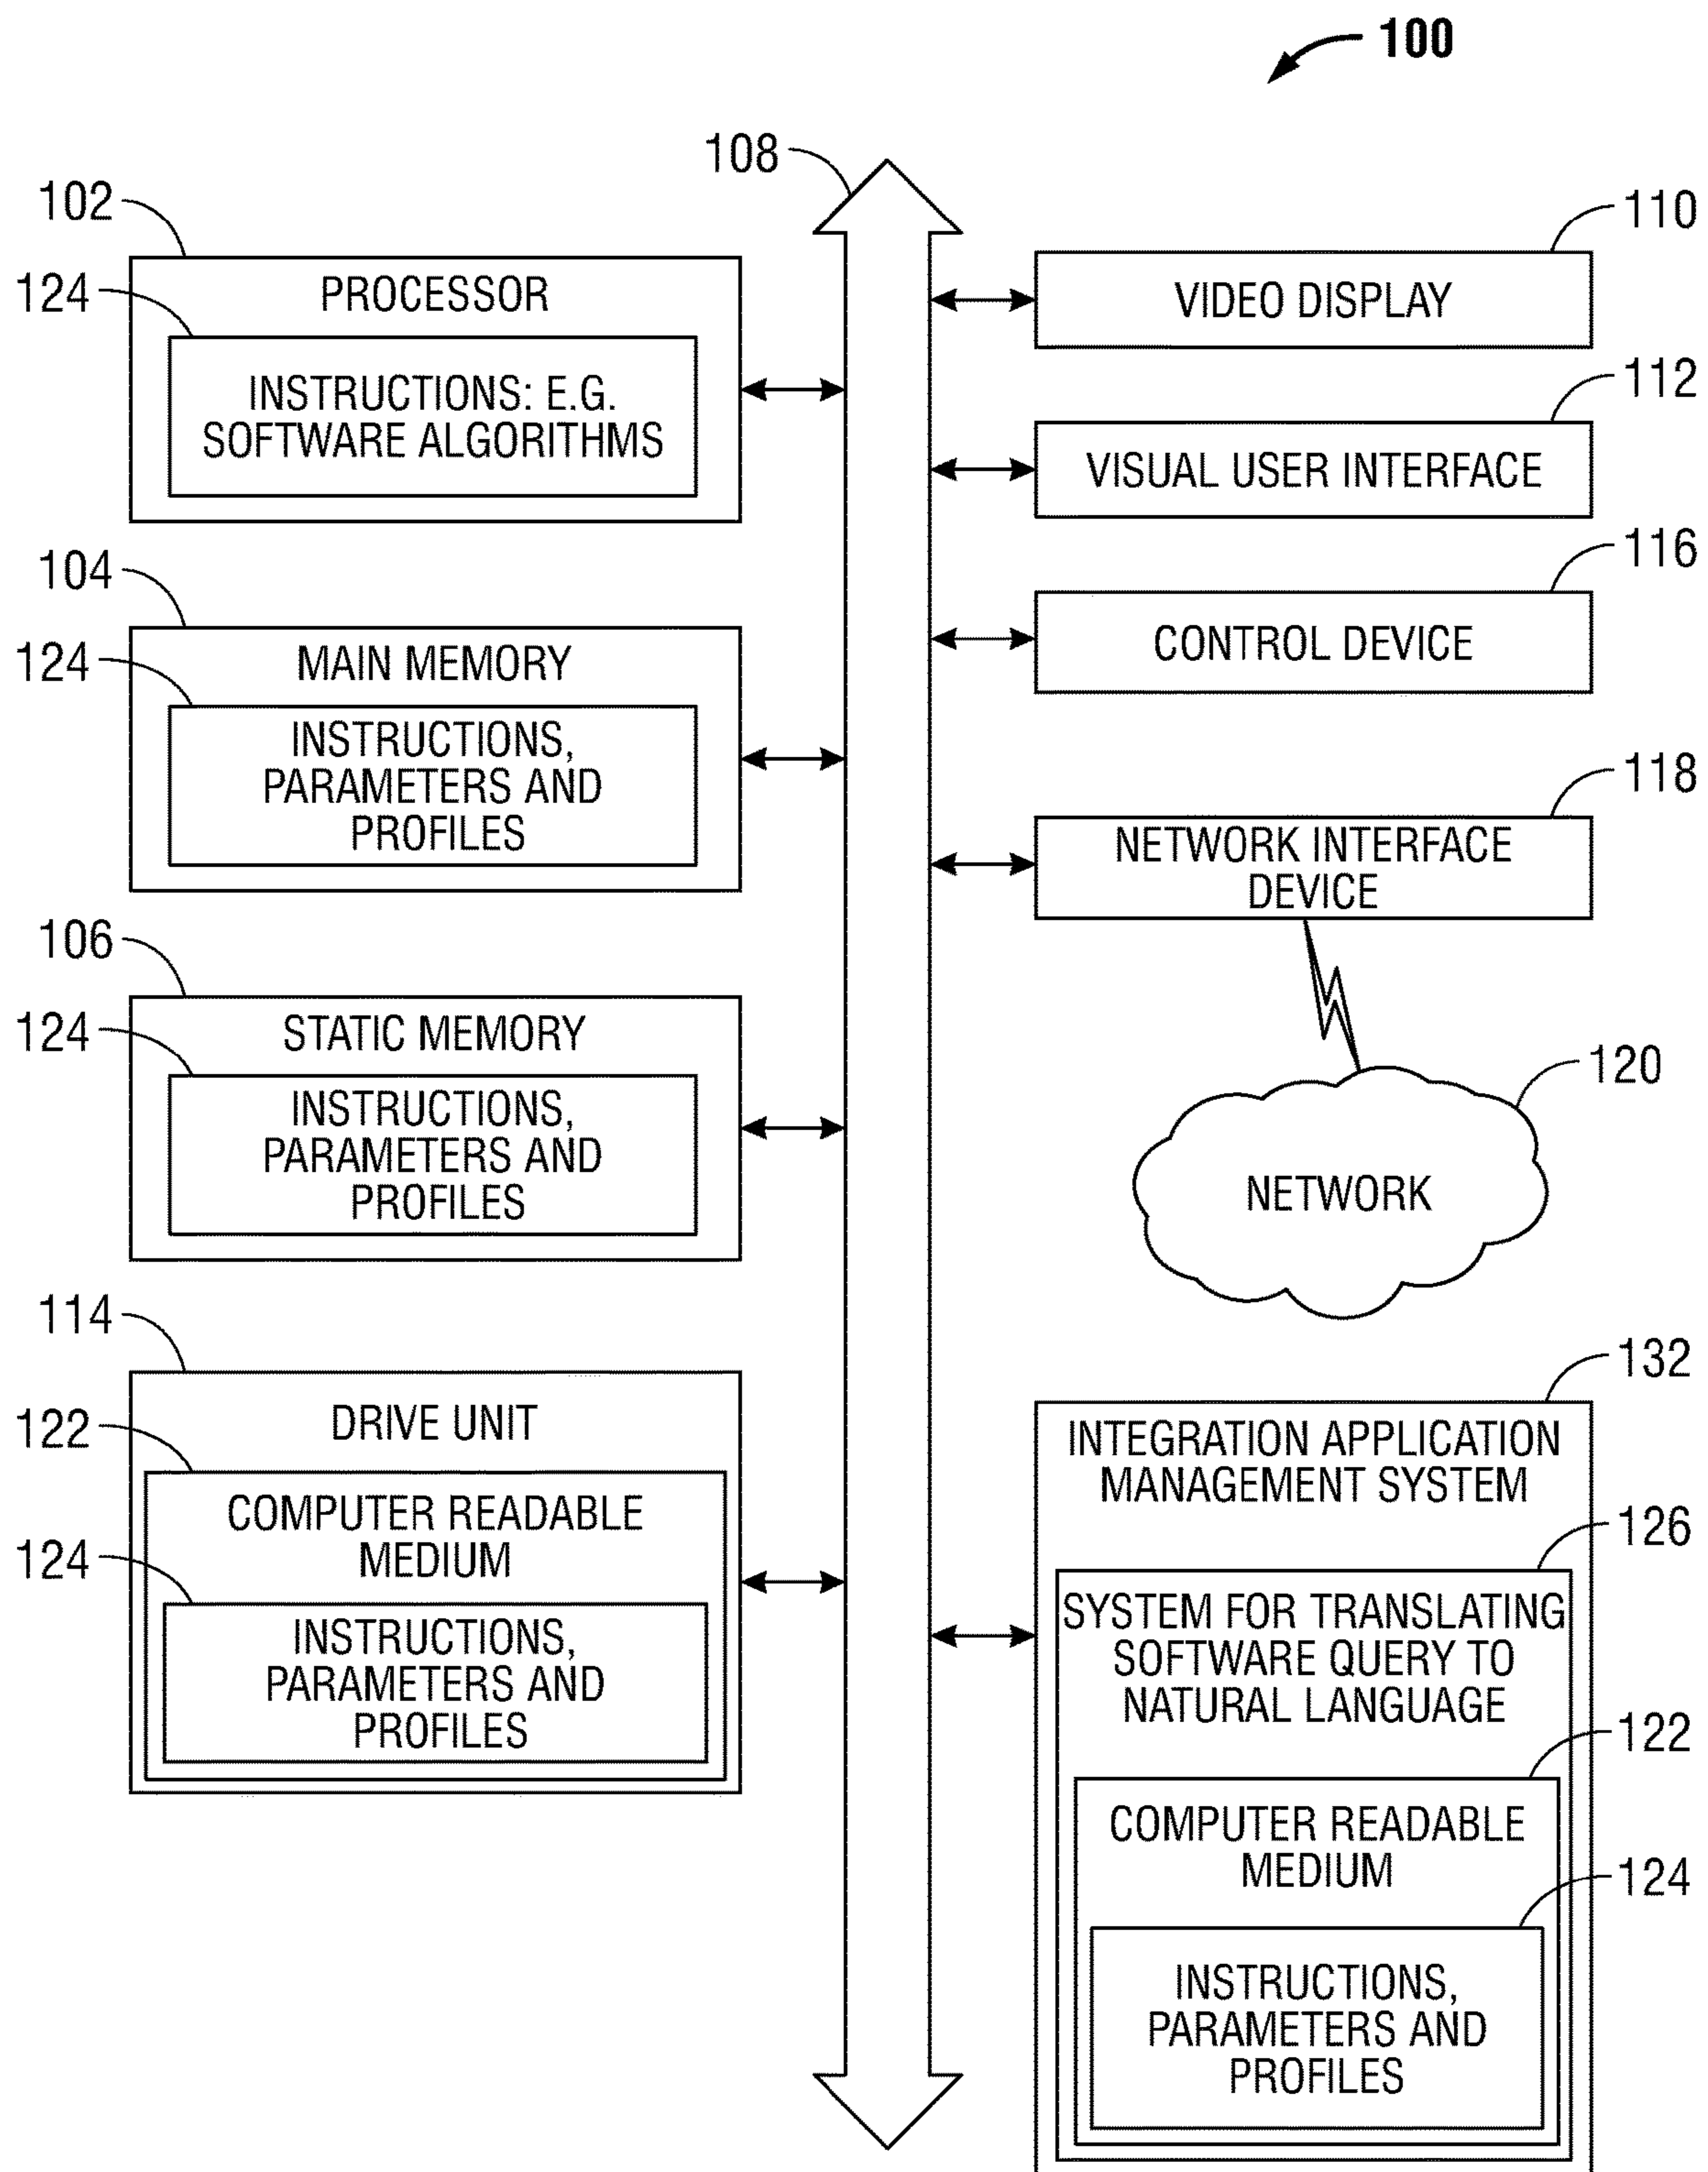 100
108
102
124
PROCESSOR
INSTRUCTIONS: E.G.
SOFTWARE ALGORITHMS
104
124
MAIN MEMORY
INSTRUCTIONS,
PARAMETERS AND
PROFILES
106
124
STATIC MEMORY
INSTRUCTIONS,
PARAMETERS AND
PROFILES
114
122
DRIVE UNIT
COMPUTER READABLE
MEDIUM
124
INSTRUCTIONS,
PARAMETERS AND
PROFILES
110
VIDEO DISPLAY
112
VISUAL USER INTERFACE
116
CONTROL DEVICE
118
NETWORK INTERFACE
DEVICE
120
NETWORK
132
INTEGRATION APPLICATION
MANAGEMENT SYSTEM
126
SYSTEM FOR TRANSLATING
SOFTWARE QUERY TO
NATURAL LANGUAGE
122
COMPUTER READABLE
MEDIUM
124
INSTRUCTIONS,
PARAMETERS AND
PROFILES